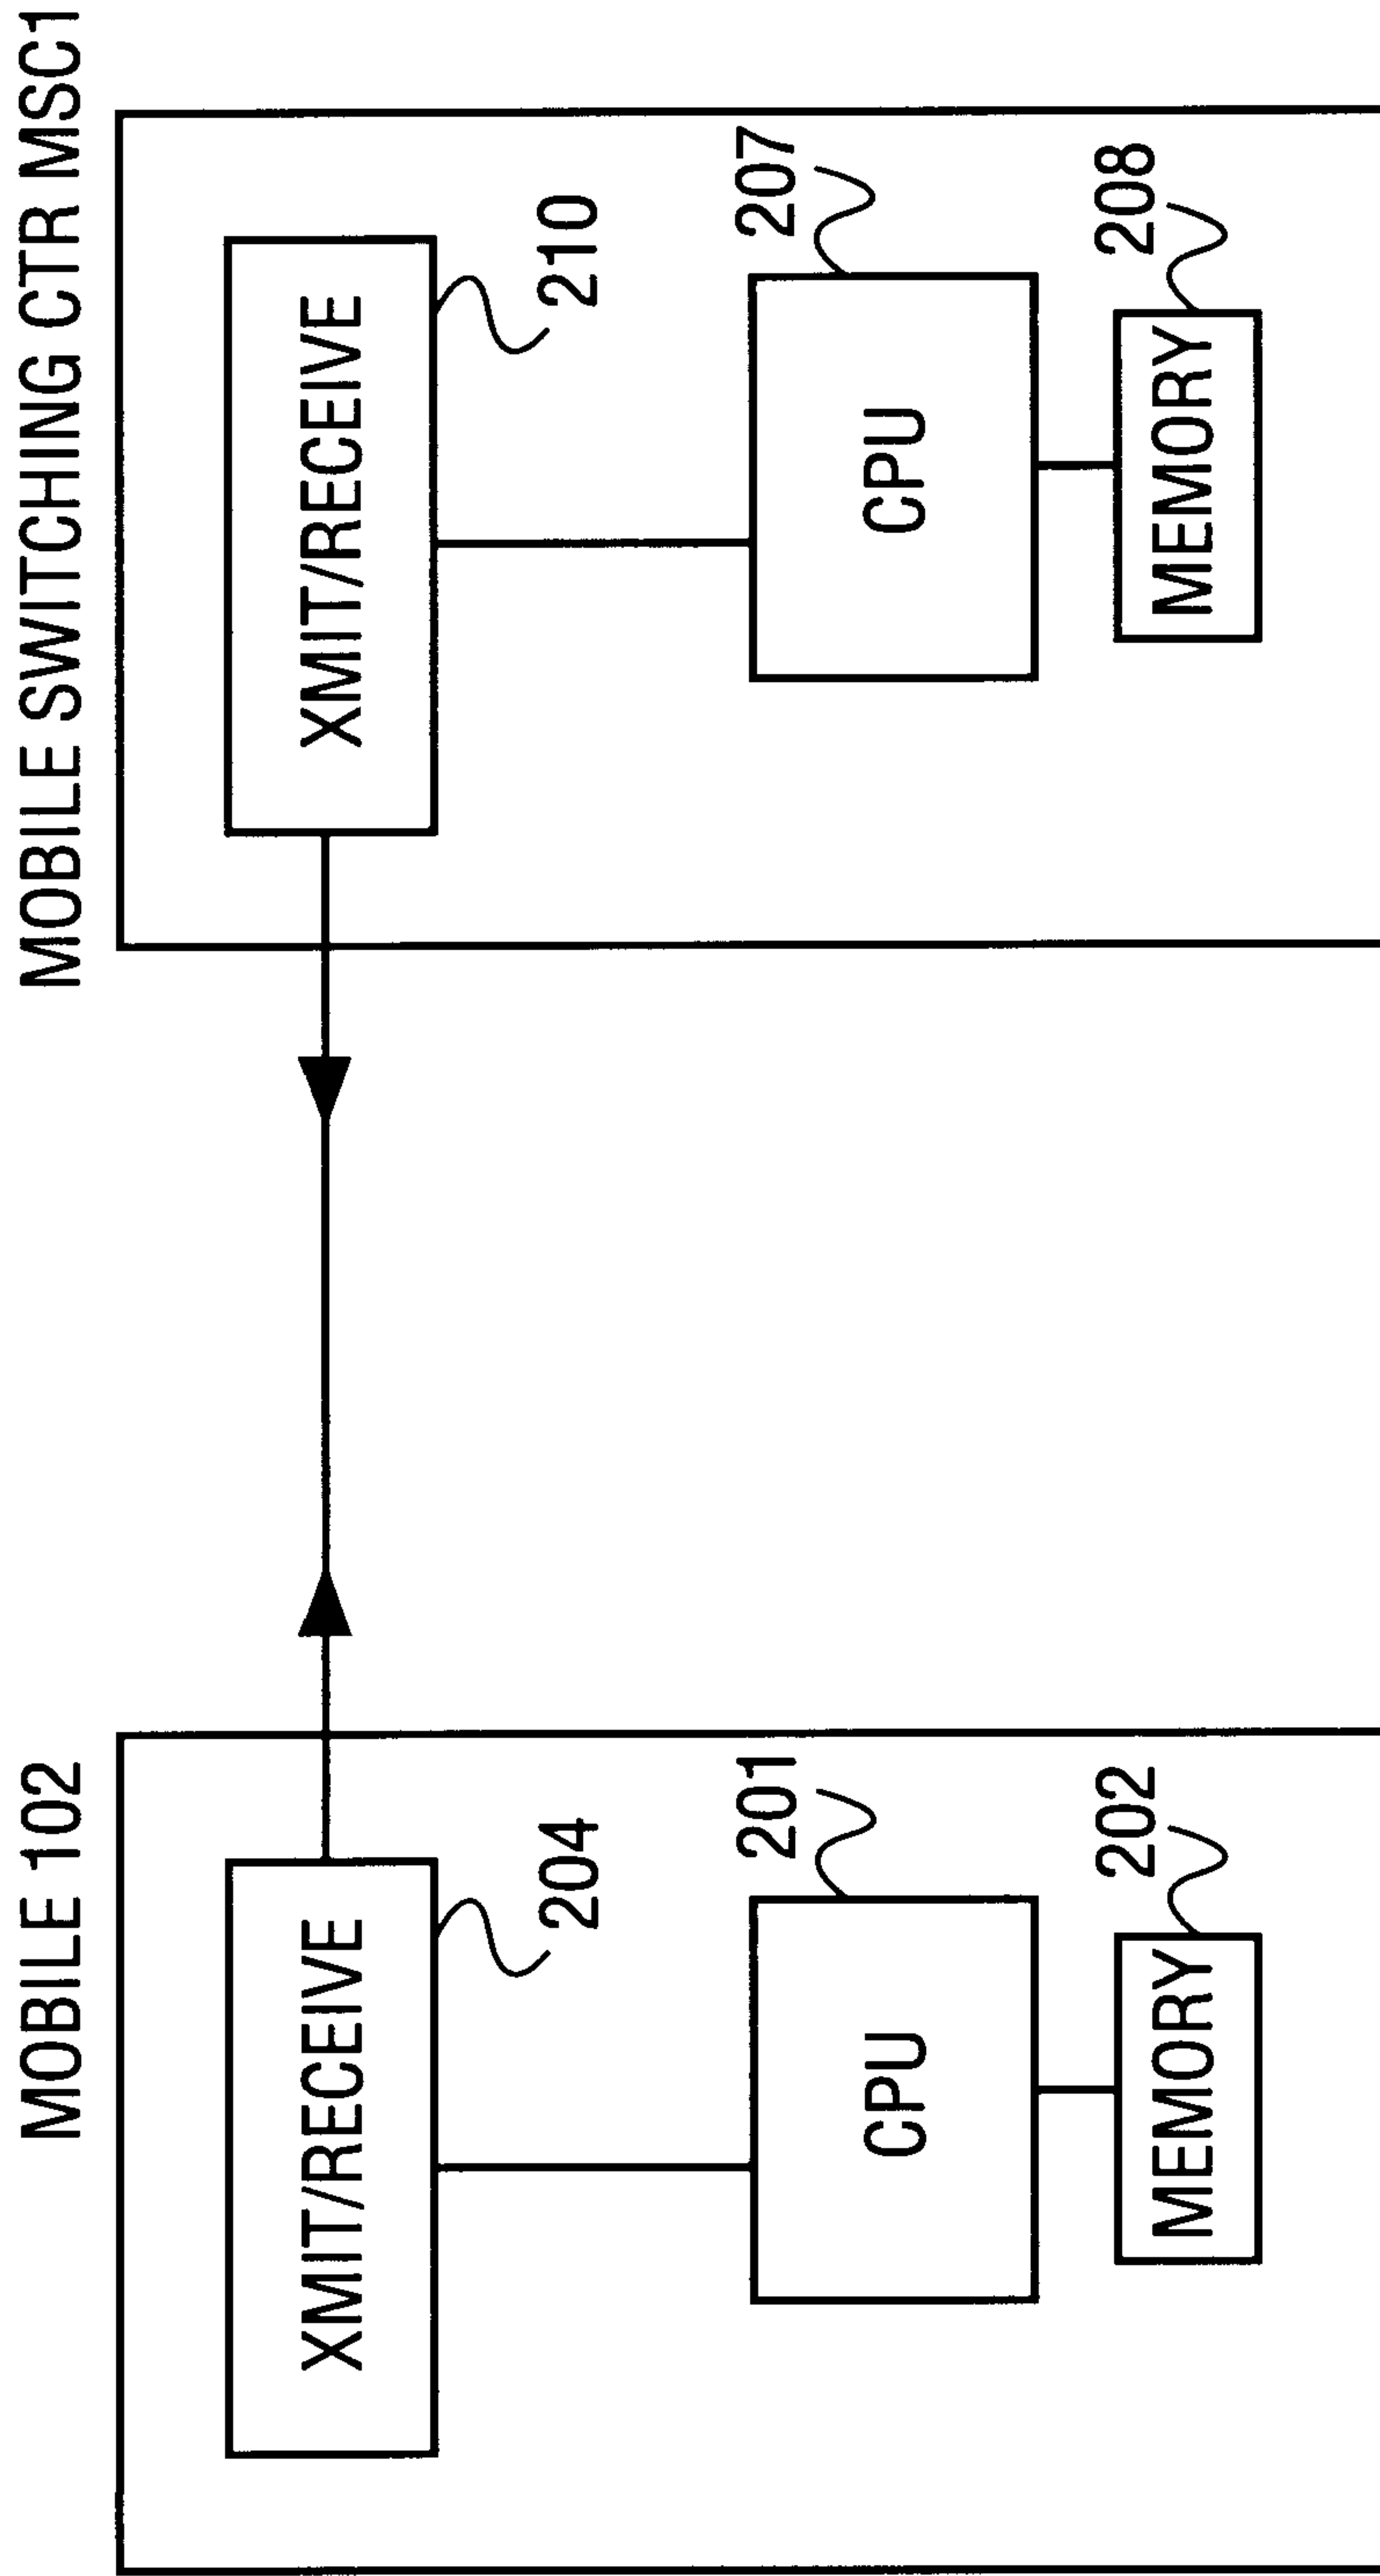 MOBILE 102
XMIT/RECEIVE
204
CPU
201
MEMORY
202
MOBILE SWITCHING CTR MSC1
XMIT/RECEIVE
210
CPU
207
MEMORY
208